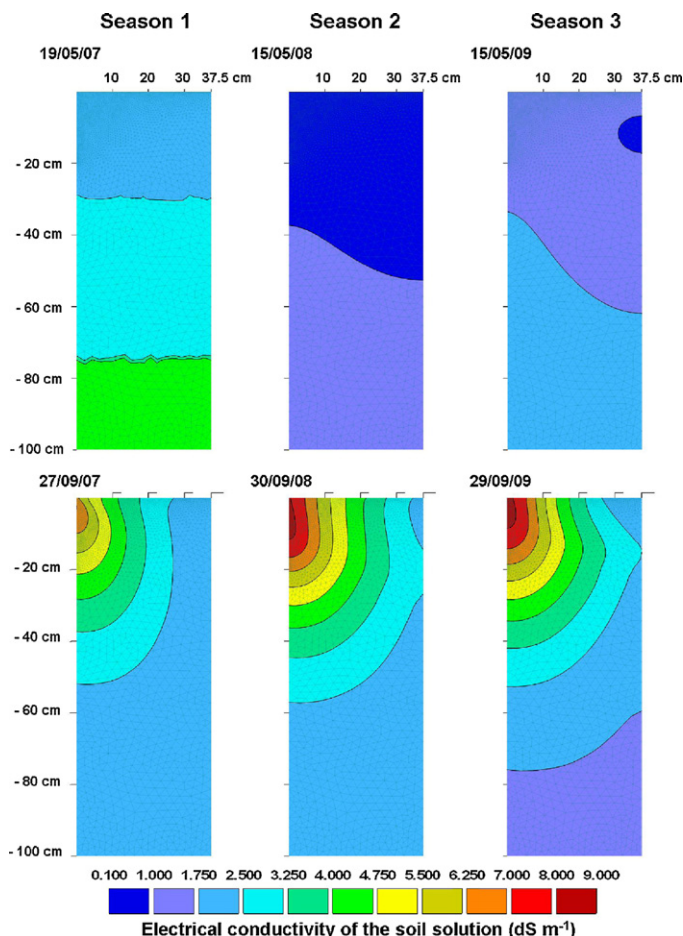 Season 1 Season 2 Season 3
19/05/07 15/05/08 15/05/09
10 20 30 37.5 cm 10 20 30 37.5 cm 10 20 30 37.5 cm
- 20 cm
- 40 cm
- 60 cm
- 80 cm
- 100 cm
27/09/07 30/09/08 29/09/09
- 20 cm
- 40 cm
- 60 cm
- 80 cm
- 100 cm
0.100 1.000 1.750 2.500 3.250 4.000 4.750 5.500 6.250 7.000 8.000 9.000
Electrical conductivity of the soil solution (dS m⁻¹)